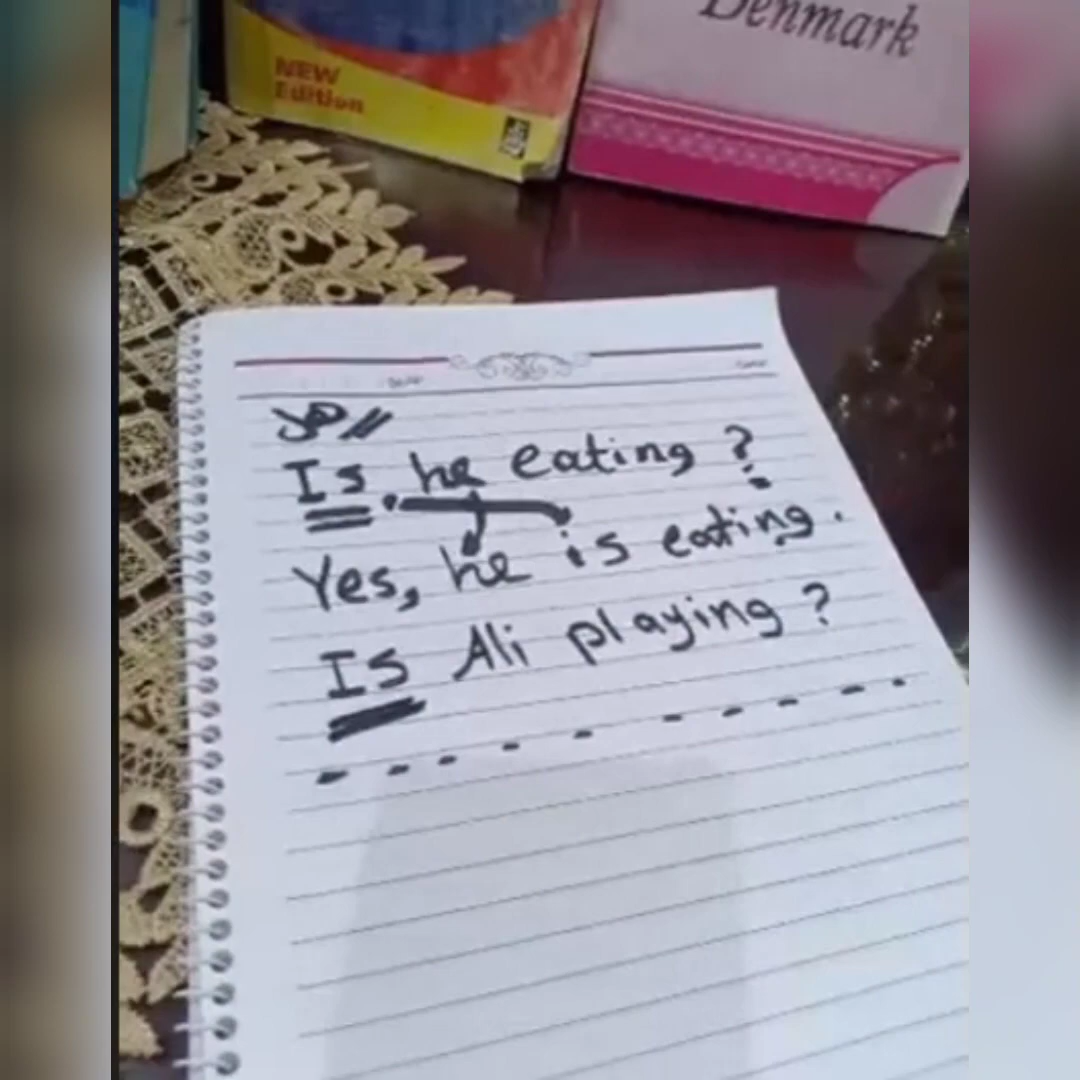 Denmark
NEW
Edition
Is he eating ?
Yes, he is eating.
Is Ali playing ?